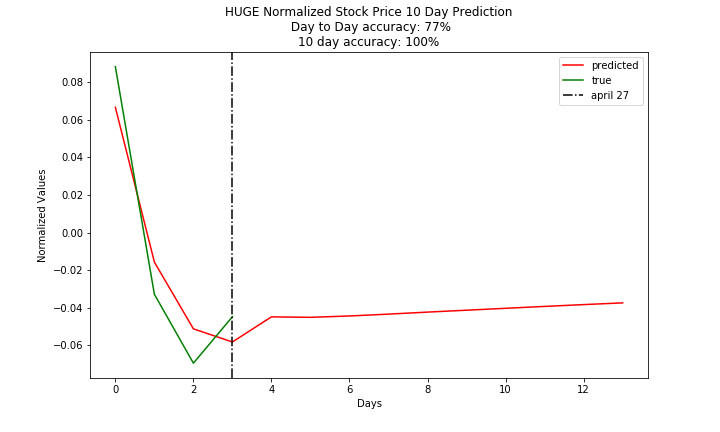 HUGE Normalized Stock Price 10 Day Prediction
Day to Day accuracy: 77%
10 day accuracy: 100%
predicted
true
april 27
Normalized Values
0.08
0.06
0.04
0.02
0.00
−0.02
−0.04
−0.06
0 2 4 6 8 10 12
Days